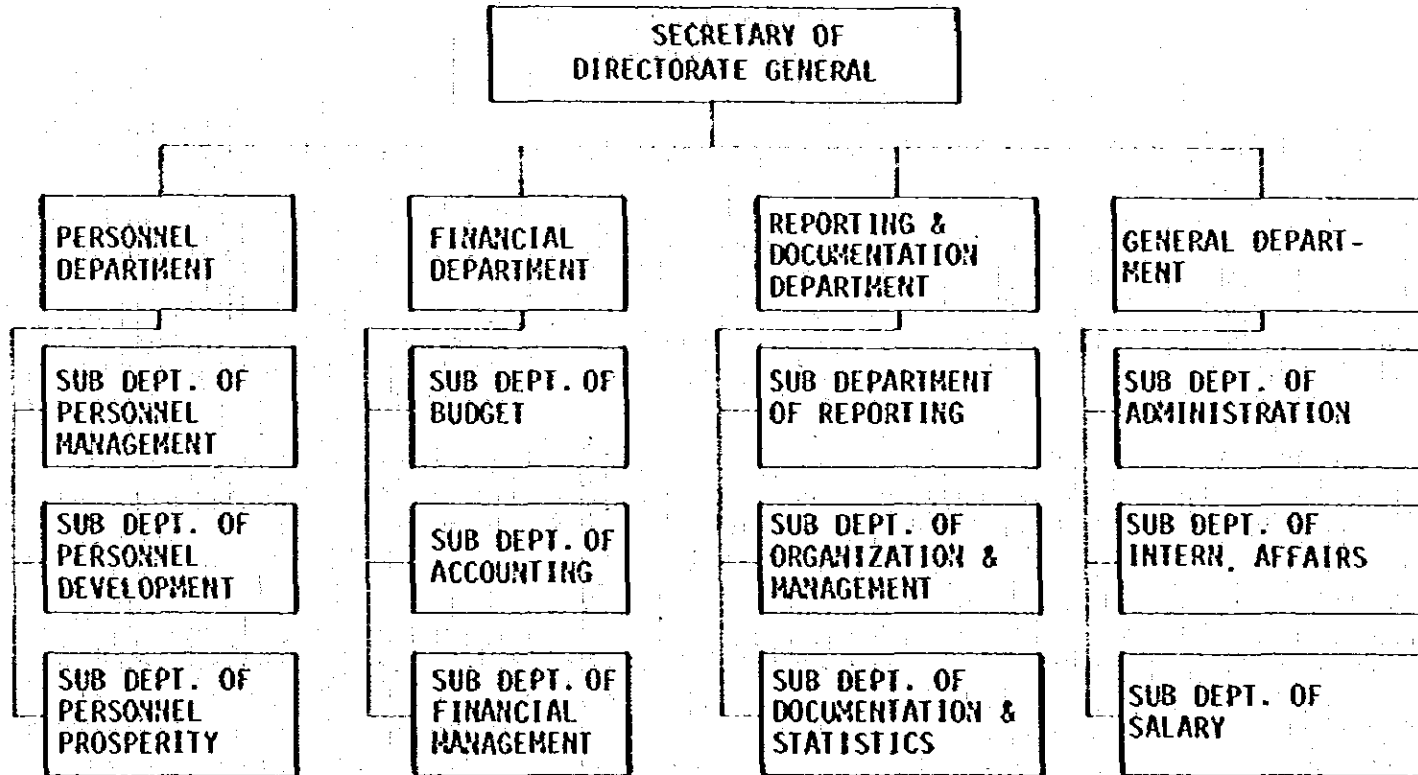 SECRETARY OF
DIRECTORATE GENERAL
PERSONNEL
DEPARTMENT
FINANCIAL
DEPARTMENT
REPORTING &
DOCUMENTATION
DEPARTMENT
GENERAL DEPART-
MENT
SUB DEPT. OF
PERSONNEL
MANAGEMENT
SUB DEPT. OF
BUDGET
SUB DEPARTMENT
OF REPORTING
SUB DEPT. OF
ADMINISTRATION
SUB DEPT. OF
PERSONNEL
DEVELOPMENT
SUB DEPT. OF
ACCOUNTING
SUB DEPT. OF
ORGANIZATION &
MANAGEMENT
SUB DEPT. OF
INTERN. AFFAIRS
SUB DEPT. OF
PERSONNEL
PROSPERITY
SUB DEPT. OF
FINANCIAL
MANAGEMENT
SUB DEPT. OF
DOCUMENTATION &
STATISTICS
SUB DEPT. OF
SALARY